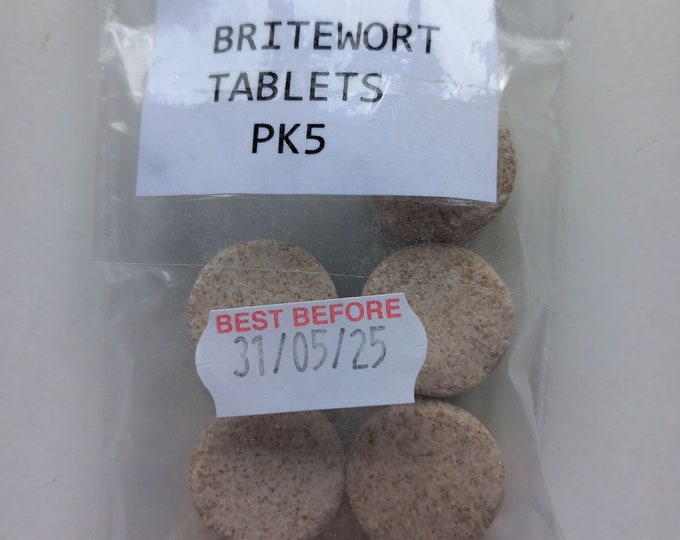 BRITEWORT
TABLETS
PK5
BEST BEFORE
31/05/25